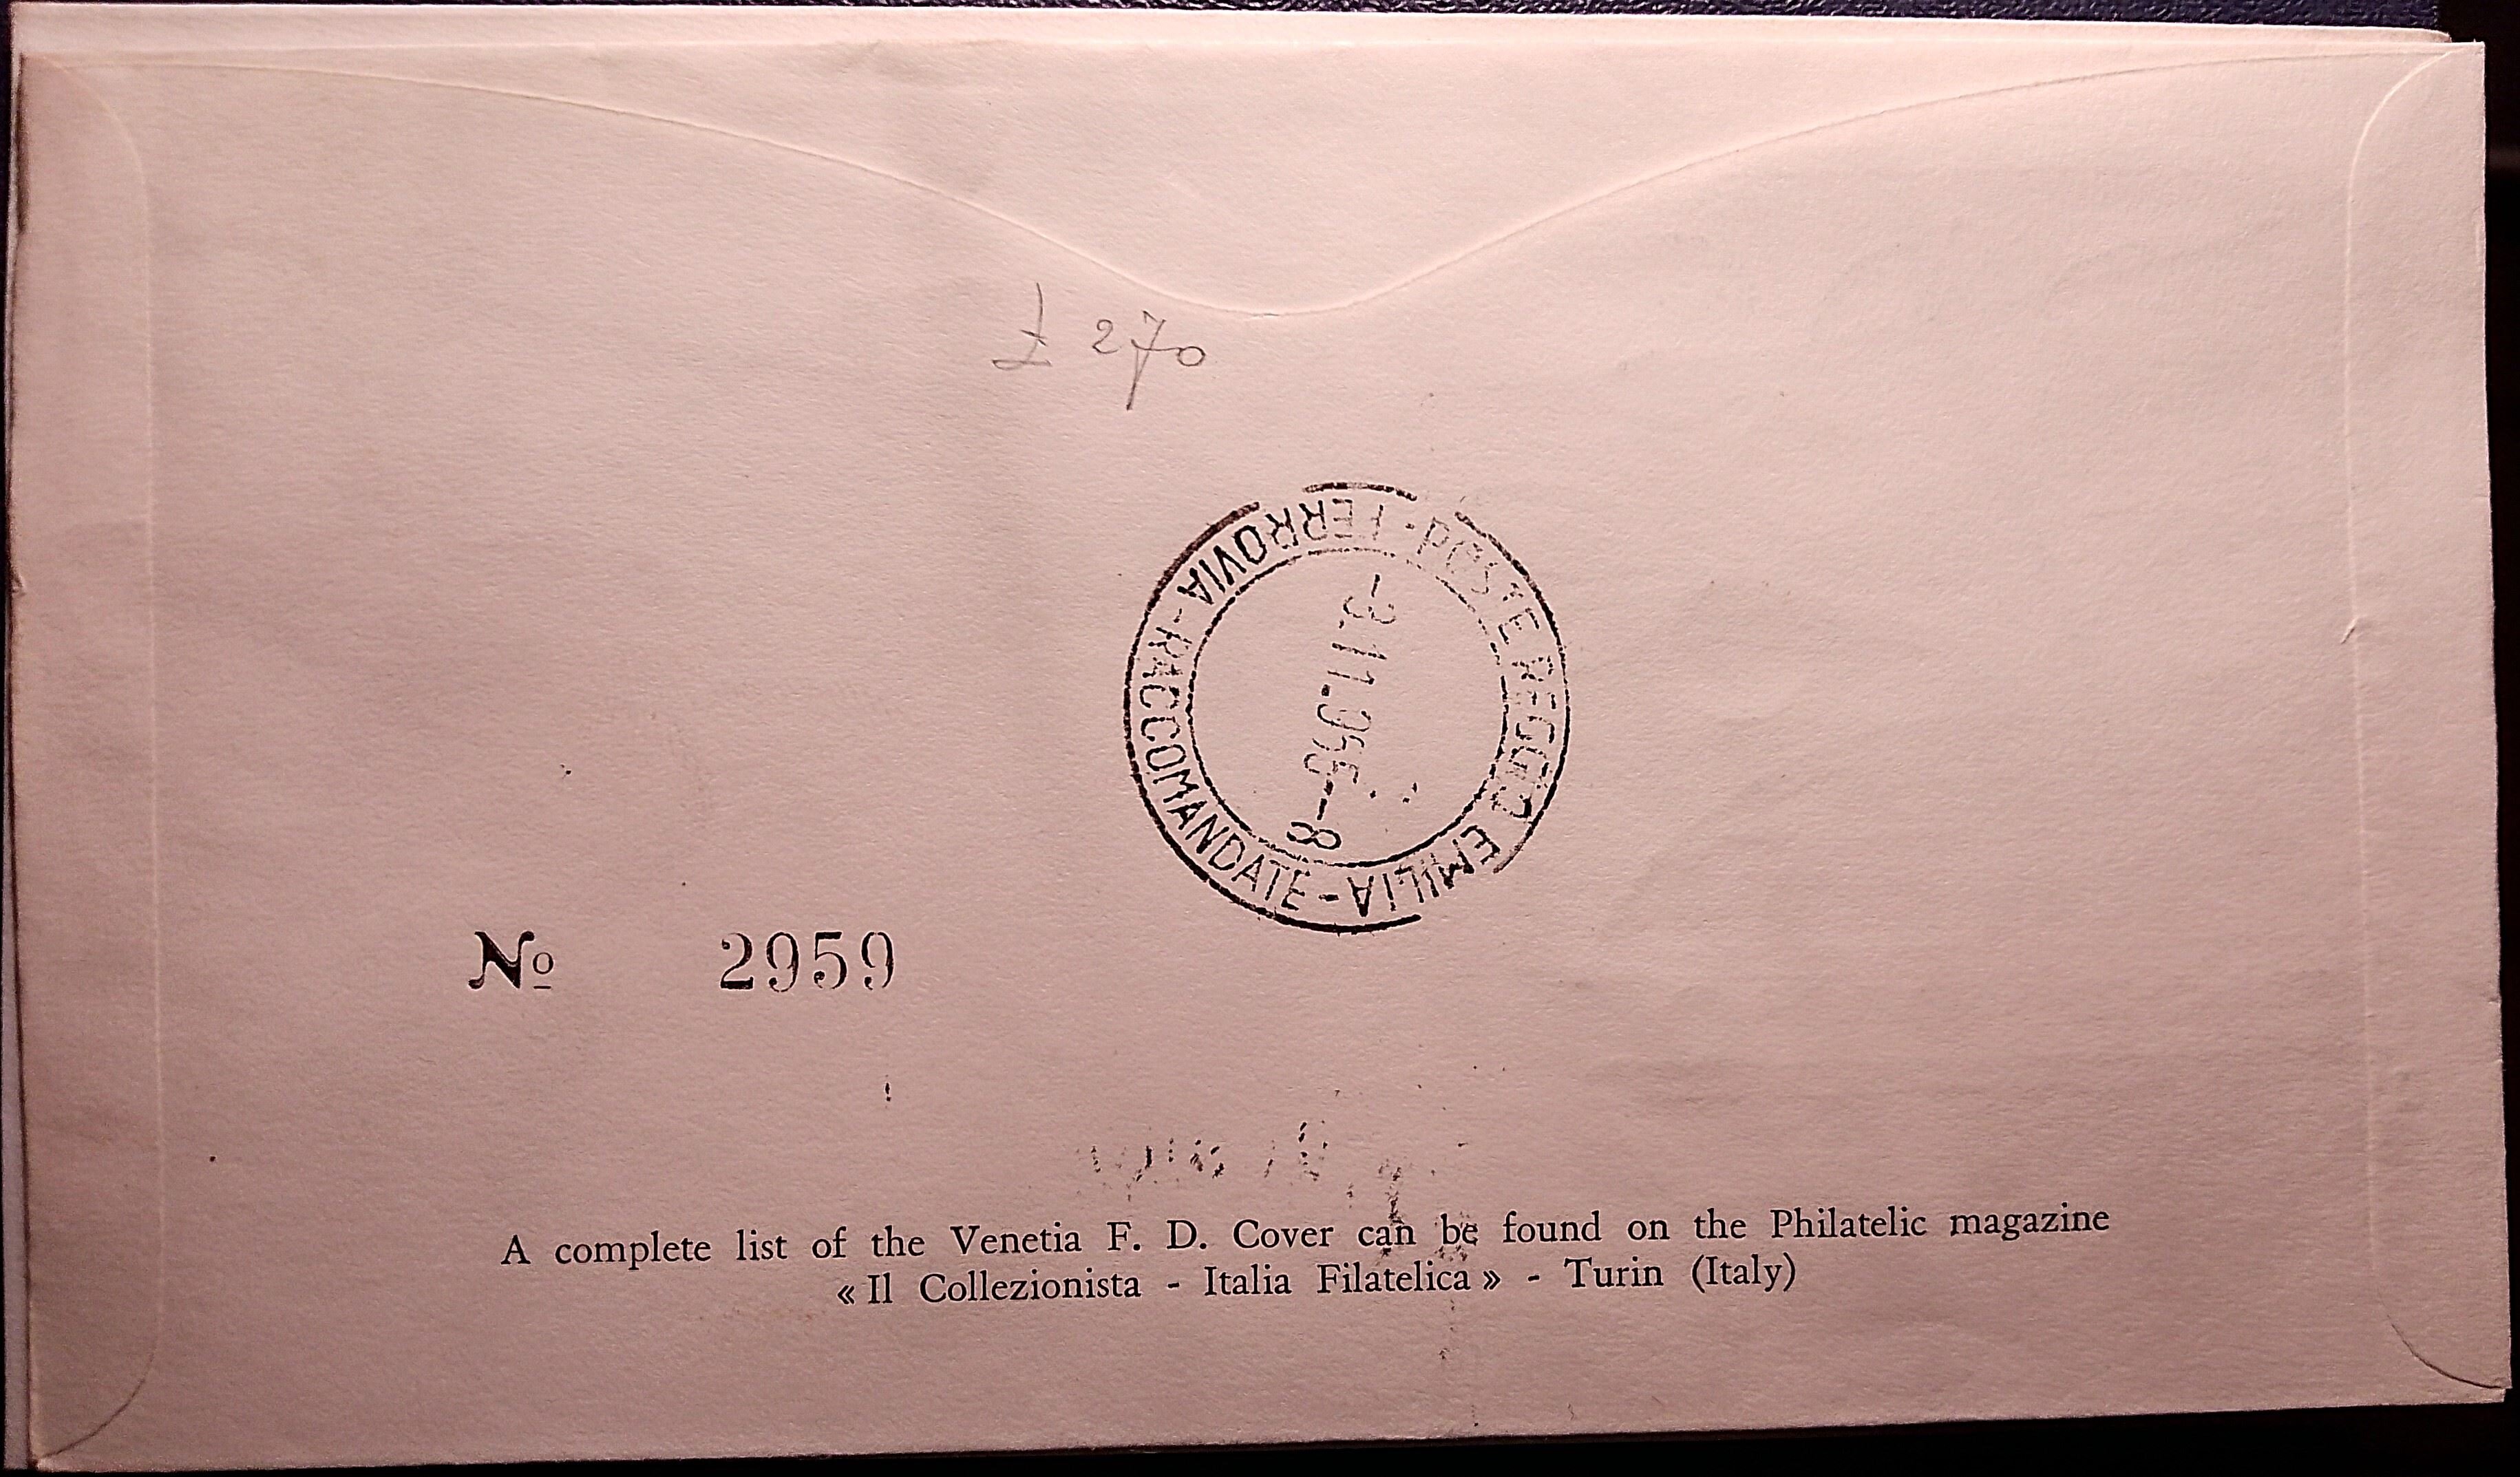 £ 270
POSTE REGGIO EMILIA - RACCOMANDATE - FERROVIA -
-3.11.955--8
No 2959
A complete list of the Venetia F. D. Cover can be found on the Philatelic magazine
« Il Collezionista - Italia Filatelica » - Turin (Italy)